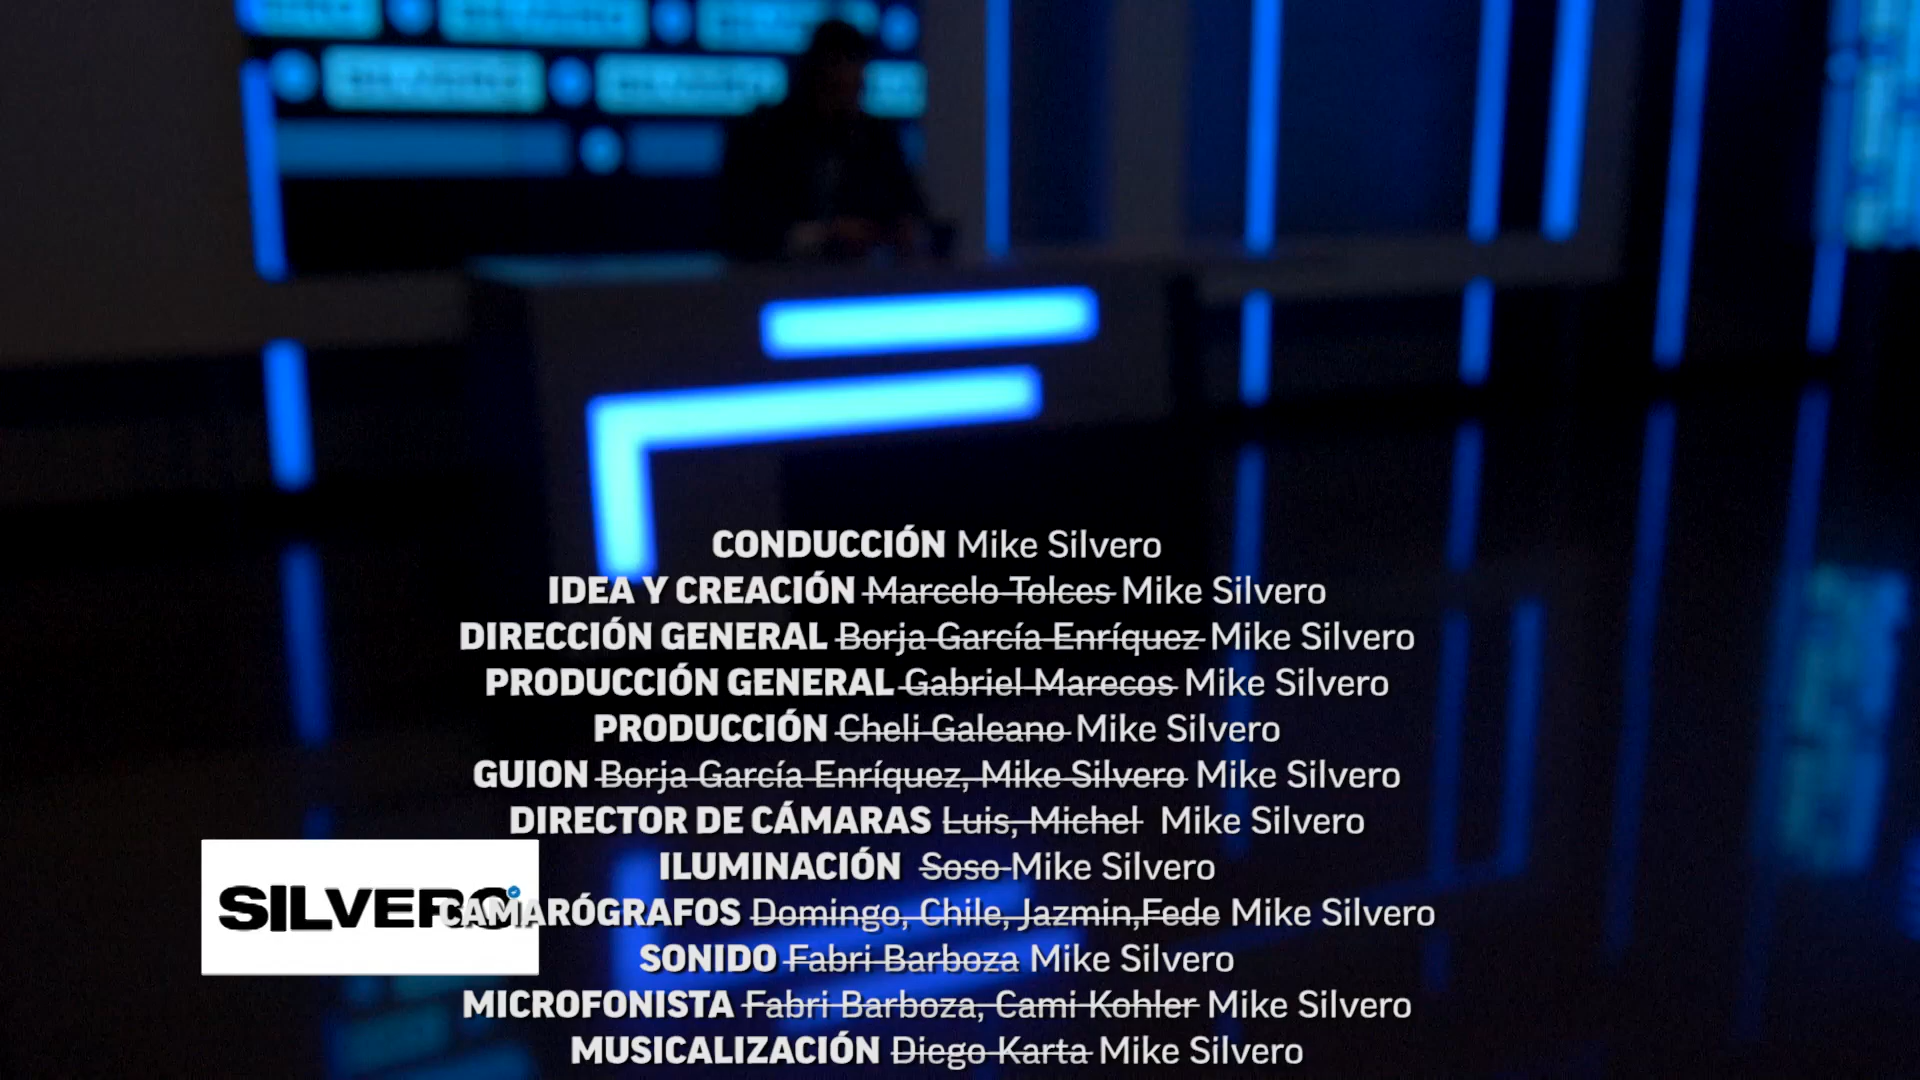 CONDUCCIÓN Mike Silvero
IDEA Y CREACIÓN Marcelo Tolces Mike Silvero
DIRECCIÓN GENERAL Borja García Enríquez Mike Silvero
PRODUCCIÓN GENERAL Gabriel Marecos Mike Silvero
PRODUCCIÓN Cheli Galeano Mike Silvero
GUION Borja García Enríquez, Mike Silvero Mike Silvero
DIRECTOR DE CÁMARAS Luis, Michel Mike Silvero
ILUMINACIÓN Soso Mike Silvero
SILVERO
CAMARÓGRAFOS Domingo, Chile, Jazmin,Fede Mike Silvero
SONIDO Fabri Barboza Mike Silvero
MICROFONISTA Fabri Barboza, Cami Kohler Mike Silvero
MUSICALIZACIÓN Diego Karta Mike Silvero